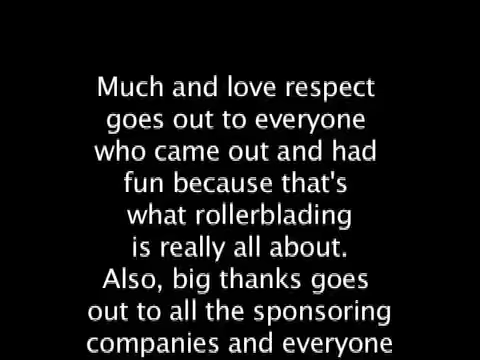 Much and love respect
goes out to everyone
who came out and had
fun because that's
what rollerblading
is really all about.
Also, big thanks goes
out to all the sponsoring
companies and everyone